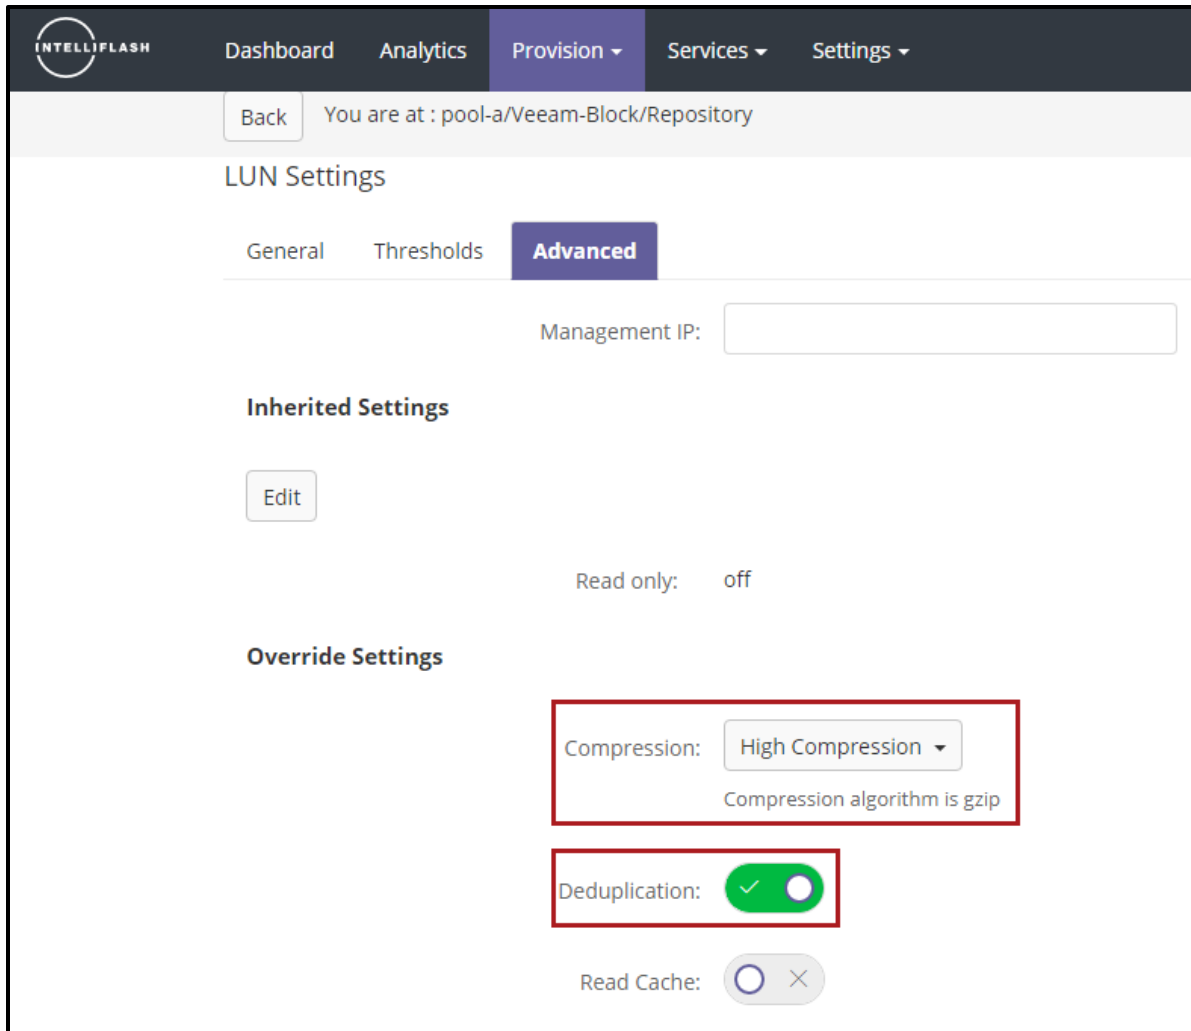 INTELLIFLASH Dashboard Analytics Provision Services Settings
Back You are at : pool-a/Veeam-Block/Repository
LUN Settings
General Thresholds Advanced
Management IP:
Inherited Settings
Edit
Read only: off
Override Settings
Compression: High Compression
Compression algorithm is gzip
Deduplication:
Read Cache: